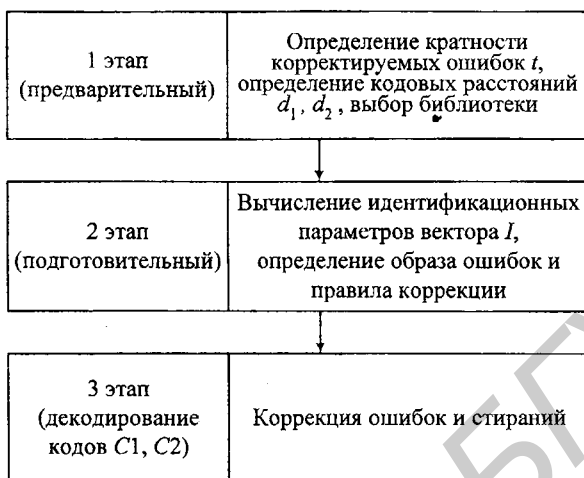 1 этап
(предварительный)
Определение кратности
корректируемых ошибок t,
определение кодовых расстояний
d₁, d₂, выбор библиотеки
2 этап
(подготовительный)
Вычисление идентификационных
параметров вектора I,
определение образа ошибок и
правила коррекции
3 этап
(декодирование
кодов C1, C2)
Коррекция ошибок и стираний
БГУ